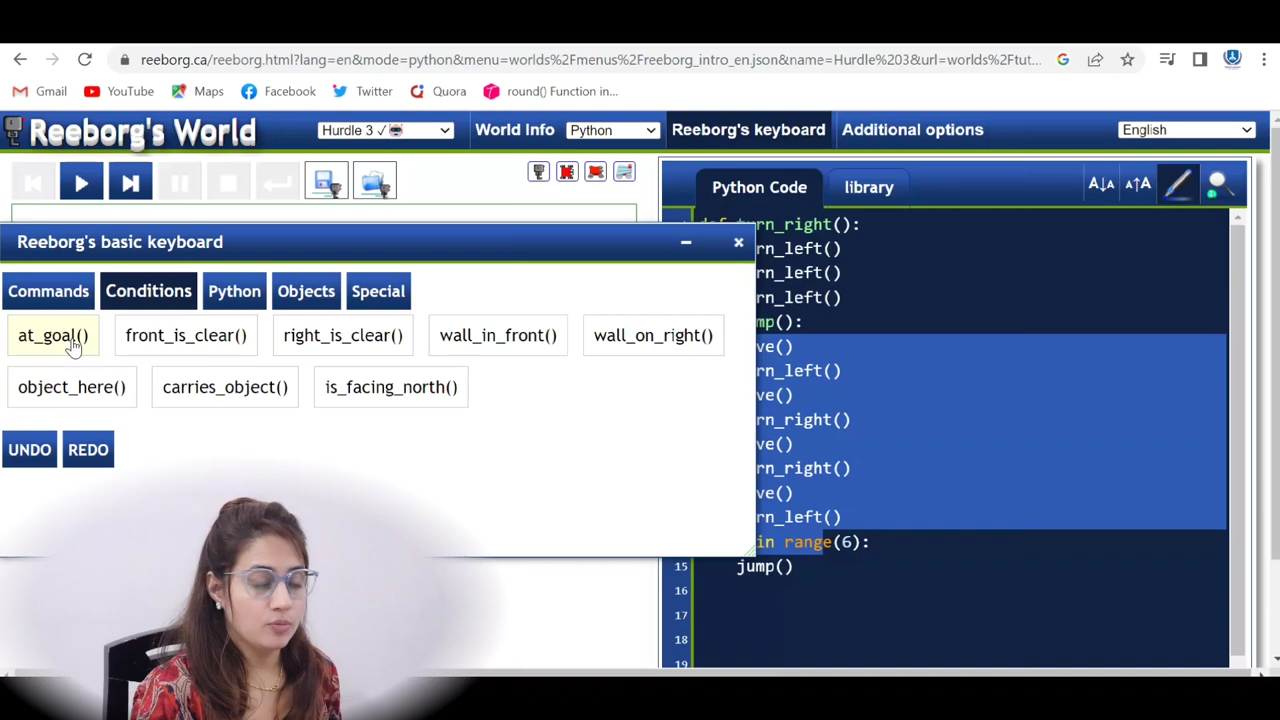 reeborg.ca/reeborg.html?lang=en&mode=python&menu=worlds%2Fmenus%2Freeborg_intro_en.json&name=Hurdle%203&url=worlds%2Ftut...
Gmail YouTube Maps Facebook Twitter Quora round() Function in...
Reeborg's World Hurdle 3 ✓ World Info Python Reeborg's keyboard Additional options English
Python Code library A↓A A↑A
Reeborg's basic keyboard
Commands Conditions Python Objects Special
at_goal() front_is_clear() right_is_clear() wall_in_front() wall_on_right()
object_here() carries_object() is_facing_north()
UNDO REDO
turn_right():
rn_left()
rn_left()
rn_left()
mp():
ve()
rn_left()
ve()
rn_right()
ve()
rn_right()
ve()
rn_left()
in range(6):
15 jump()
16
17
18
19